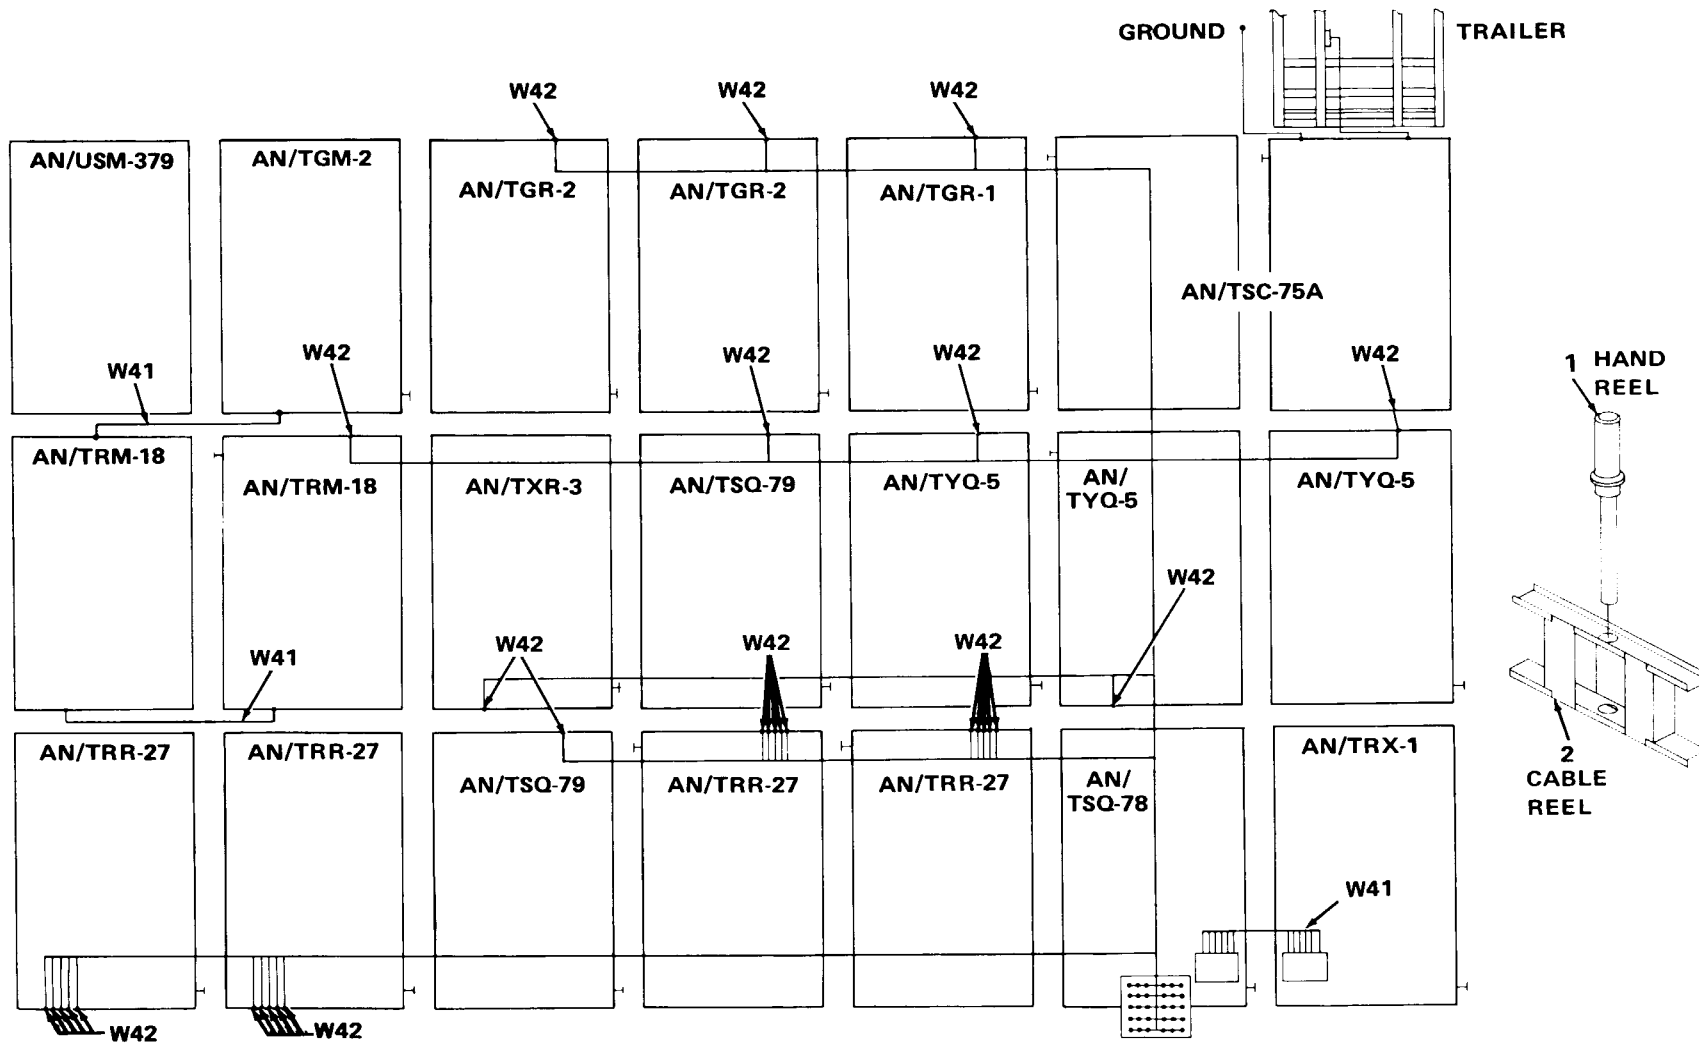 GROUND
TRAILER
W42
W42
W42
AN/USM-379
AN/TGM-2
AN/TGR-2
AN/TGR-2
AN/TGR-1
AN/TSC-75A
W41
W42
W42
W42
W42
1 HAND
REEL
AN/TRM-18
AN/TRM-18
AN/TXR-3
AN/TSQ-79
AN/TYQ-5
AN/
TYQ-5
AN/TYQ-5
W42
W41
W42
W42
W42
2
CABLE
REEL
AN/TRR-27
AN/TRR-27
AN/TSQ-79
AN/TRR-27
AN/TRR-27
AN/
TSQ-78
AN/TRX-1
W41
W42
W42